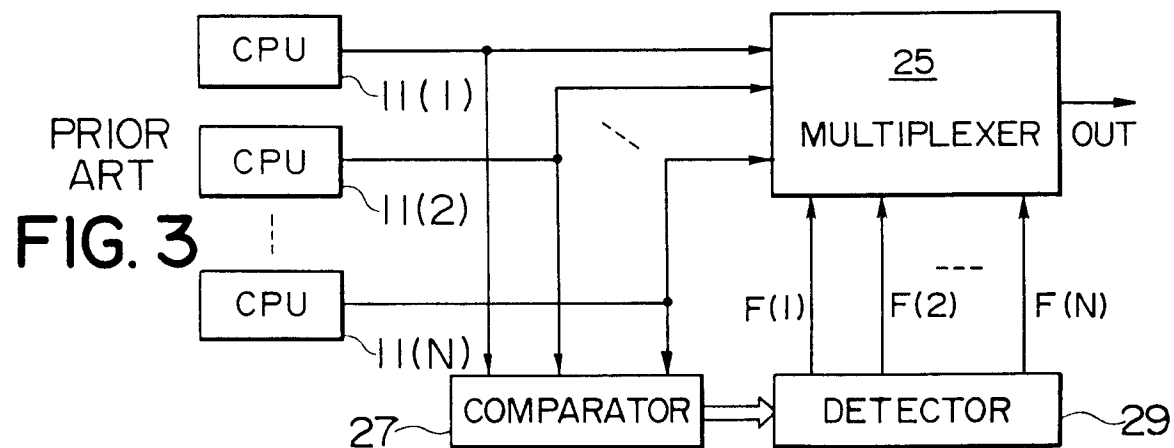 CPU
11(1)
25
MULTIPLEXER
OUT
PRIOR
ART
FIG. 3
CPU
11(2)
CPU
11(N)
F(1)
F(2)
F(N)
27
COMPARATOR
DETECTOR
29